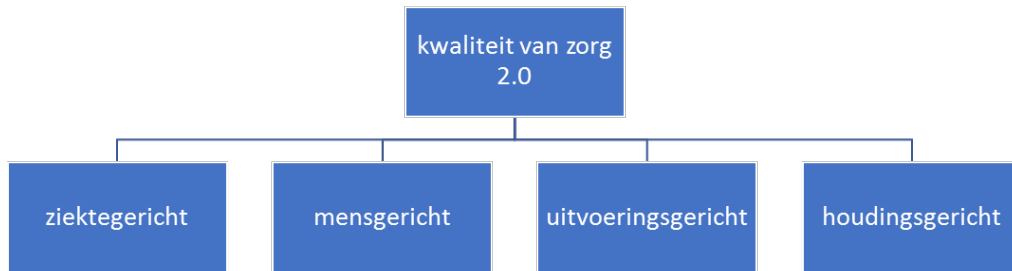 kwaliteit van zorg
2.0
ziektegericht
mensgericht
uitvoeringsgericht
houdingsgericht